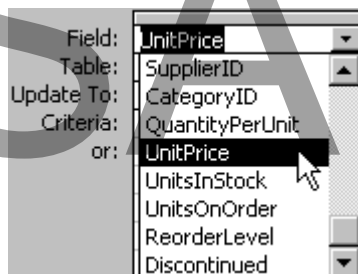 Field: UnitPrice
Table: SupplierID
Update To: CategoryID
Criteria: QuantityPerUnit
or: UnitPrice
UnitsInStock
UnitsOnOrder
ReorderLevel
Discontinued